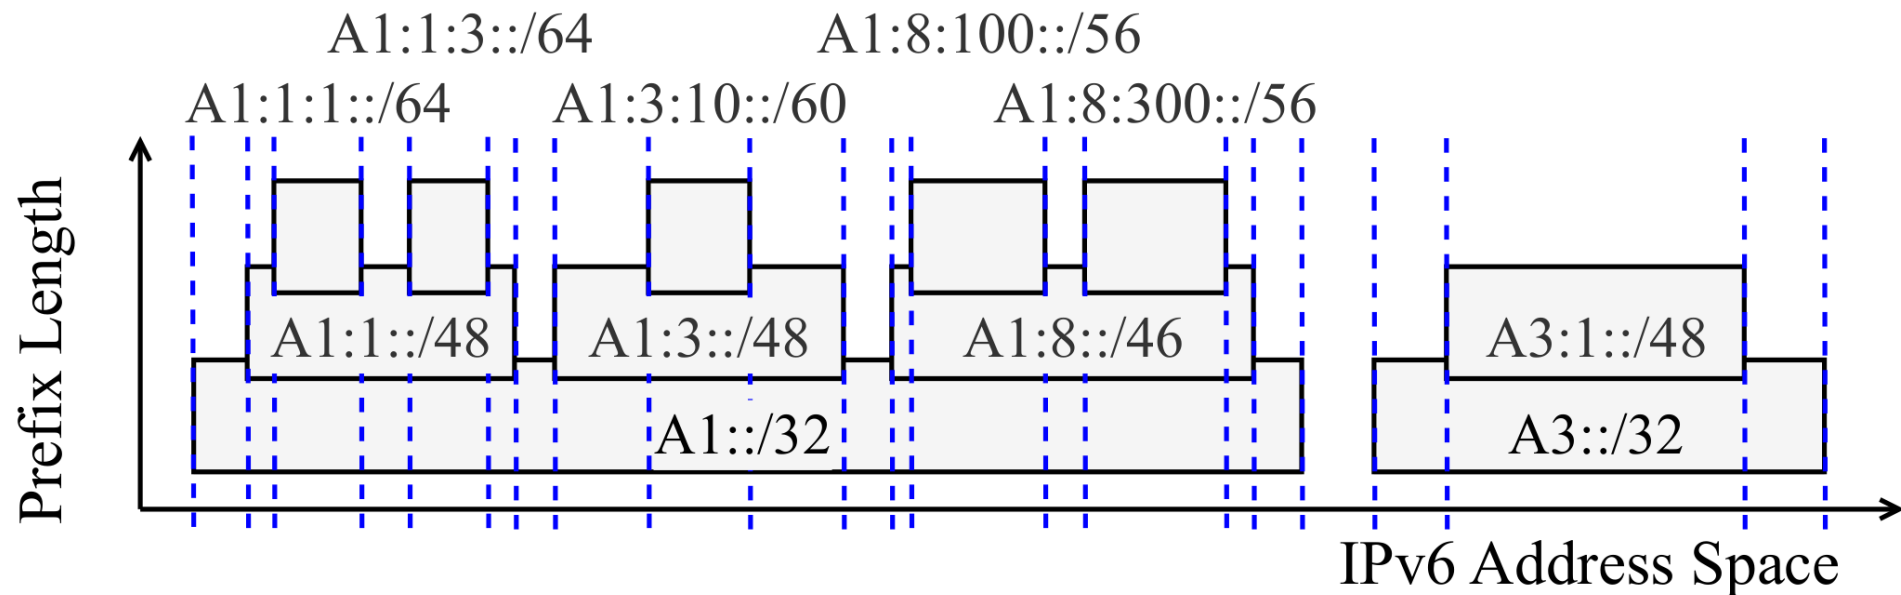 A1:1:3::/64 A1:8:100::/56
A1:1:1::/64 A1:3:10::/60 A1:8:300::/56
Prefix Length
A1:1::/48 A1:3::/48 A1:8::/46 A3:1::/48
A1::/32 A3::/32
IPv6 Address Space